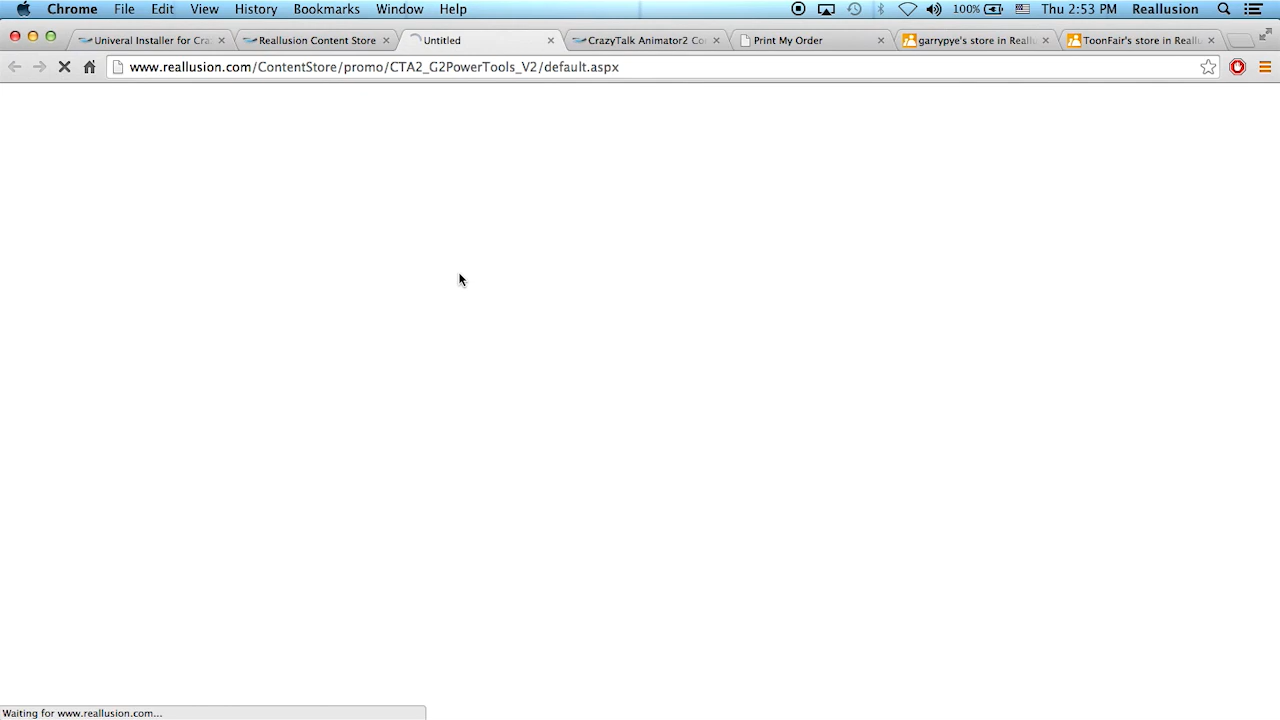 Chrome File Edit View History Bookmarks Window Help 100% Thu 2:53 PM Reallusion
Univeral Installer for Cra Reallusion Content Store Untitled CrazyTalk Animator2 Co Print My Order garrypye's store in Reall ToonFair's store in Reallu
www.reallusion.com/ContentStore/promo/CTA2_G2PowerTools_V2/default.aspx
Waiting for www.reallusion.com...